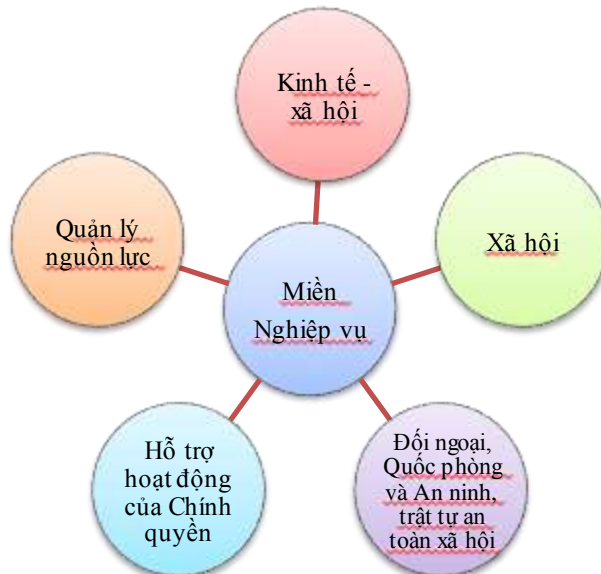 Kinh tế -
xã hội
Quản lý
nguồn lực
Xã hội
Miền
Nghiệp vụ
Hỗ trợ
hoạt động
của Chính
quyền
Đối ngoại,
Quốc phòng
và An ninh,
trật tự an
toàn xã hội